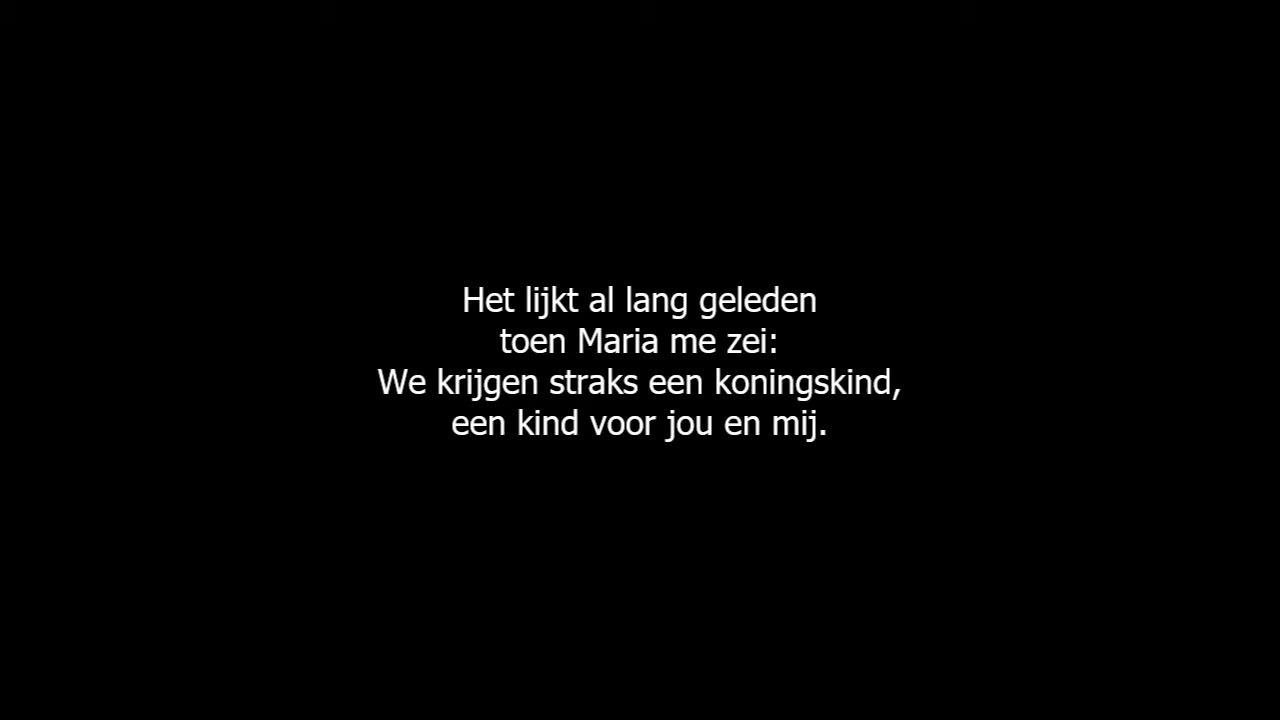 Het lijkt al lang geleden
toen Maria me zei:
We krijgen straks een koningskind,
een kind voor jou en mij.